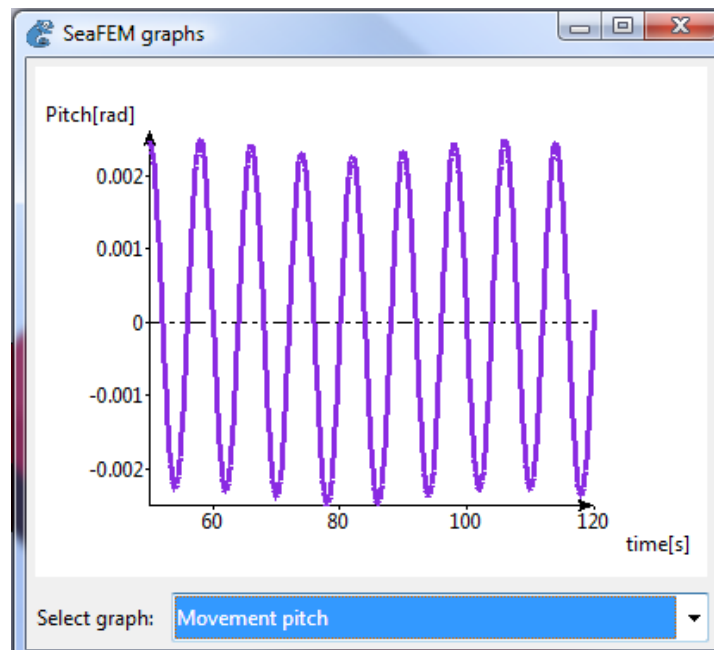 SeaFEM graphs
Pitch[rad]
0.002
0.001
0
-0.001
-0.002
60 80 100 120
time[s]
Select graph: Movement pitch